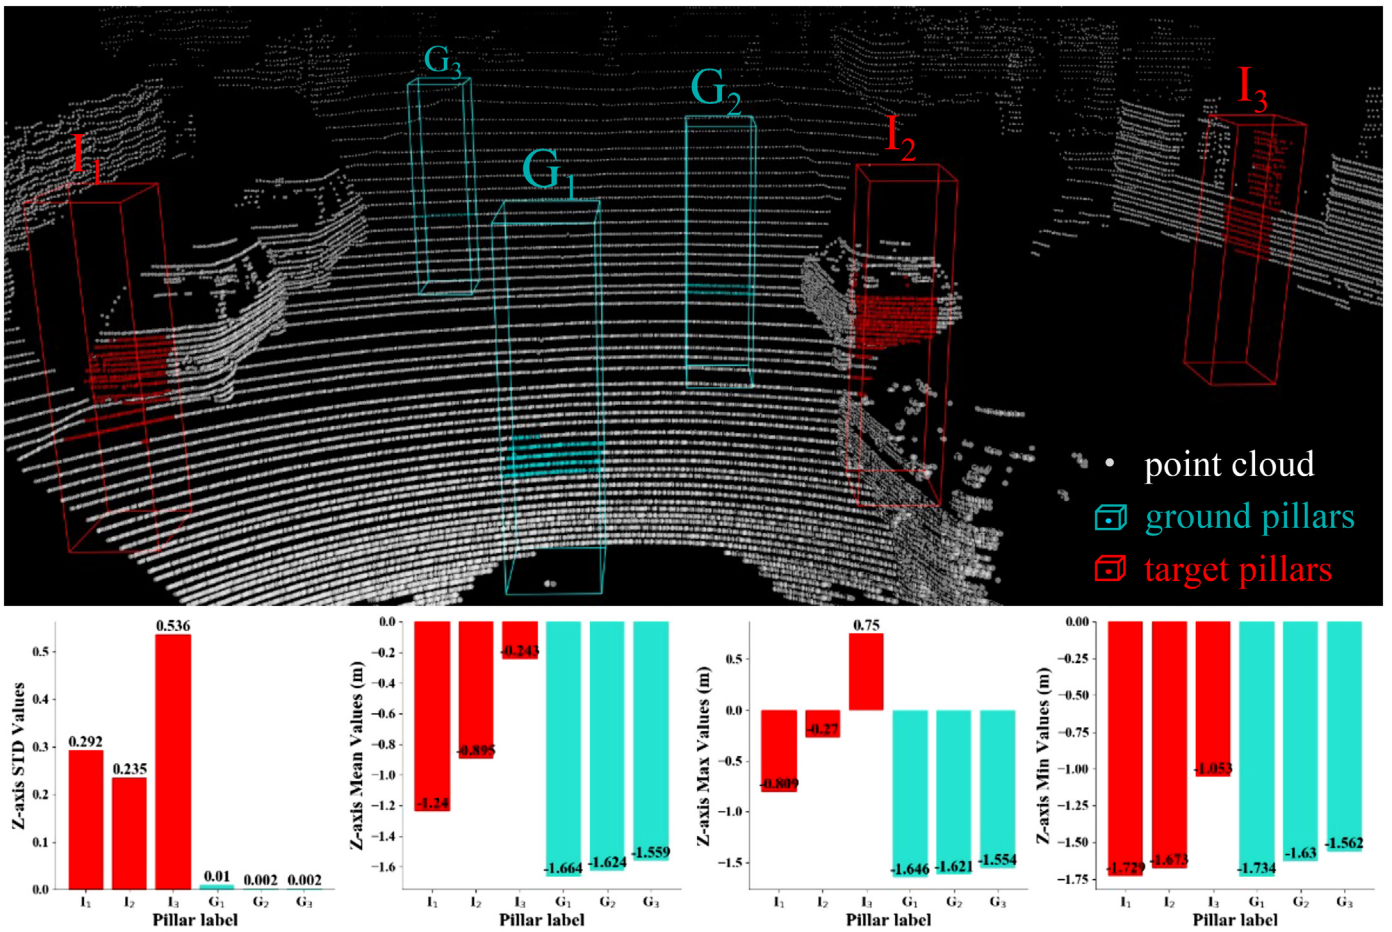 G₃
G₂
I₃
I₂
I₁
G₁
point cloud
ground pillars
target pillars
Z-axis STD Values
0.5
0.4
0.3
0.2
0.1
0.0
0.292
0.235
0.536
0.01
0.002
0.002
I₁ I₂ I₃ G₁ G₂ G₃
Pillar label
Z-axis Mean Values (m)
0.0
−0.2
−0.4
−0.6
−0.8
−1.0
−1.2
−1.4
−1.6
-1.24
-0.895
-0.243
-1.664
-1.624
-1.559
I₁ I₂ I₃ G₁ G₂ G₃
Pillar label
Z-axis Max Values (m)
0.5
0.0
−0.5
−1.0
−1.5
-0.809
-0.27
0.75
-1.646
-1.621
-1.554
I₁ I₂ I₃ G₁ G₂ G₃
Pillar label
Z-axis Min Values (m)
0.00
−0.25
−0.50
−0.75
−1.00
−1.25
−1.50
−1.75
-1.729
-1.673
-1.053
-1.734
-1.63
-1.562
I₁ I₂ I₃ G₁ G₂ G₃
Pillar label